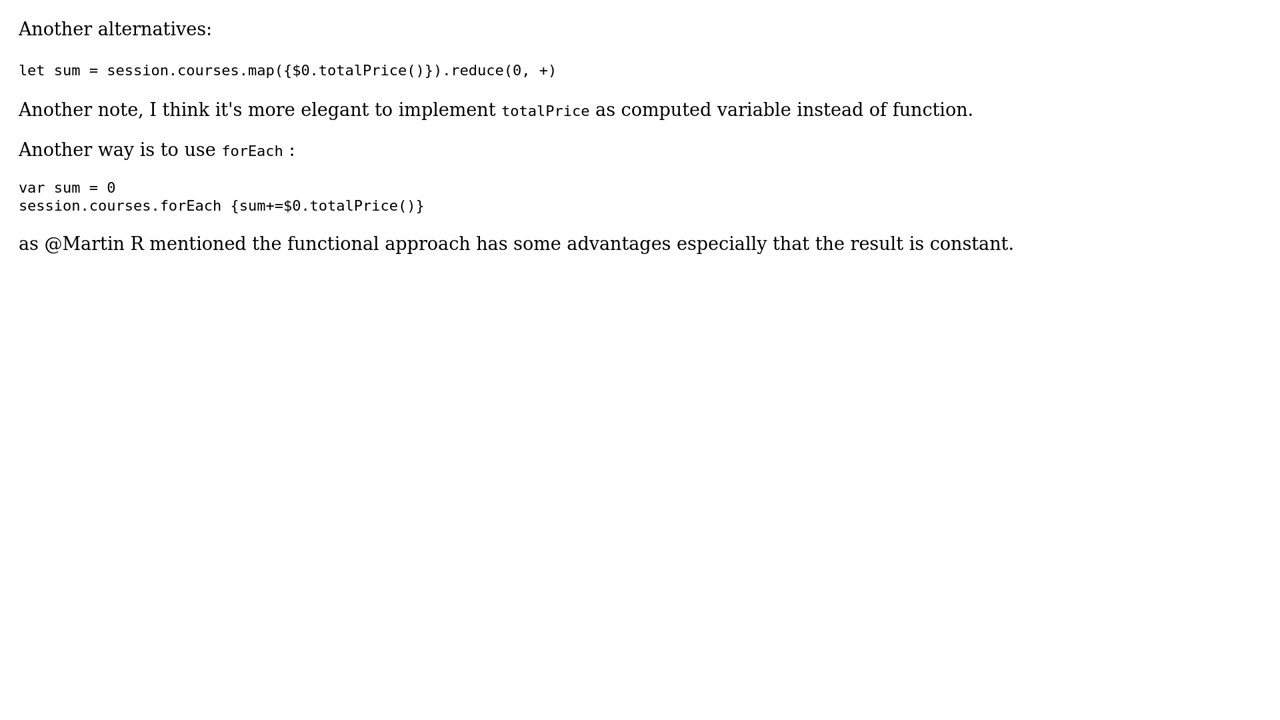 Another alternatives:
let sum = session.courses.map({$0.totalPrice()}).reduce(0, +)
Another note, I think it's more elegant to implement totalPrice as computed variable instead of function.
Another way is to use forEach :
var sum = 0
session.courses.forEach {sum+=$0.totalPrice()}
as @Martin R mentioned the functional approach has some advantages especially that the result is constant.